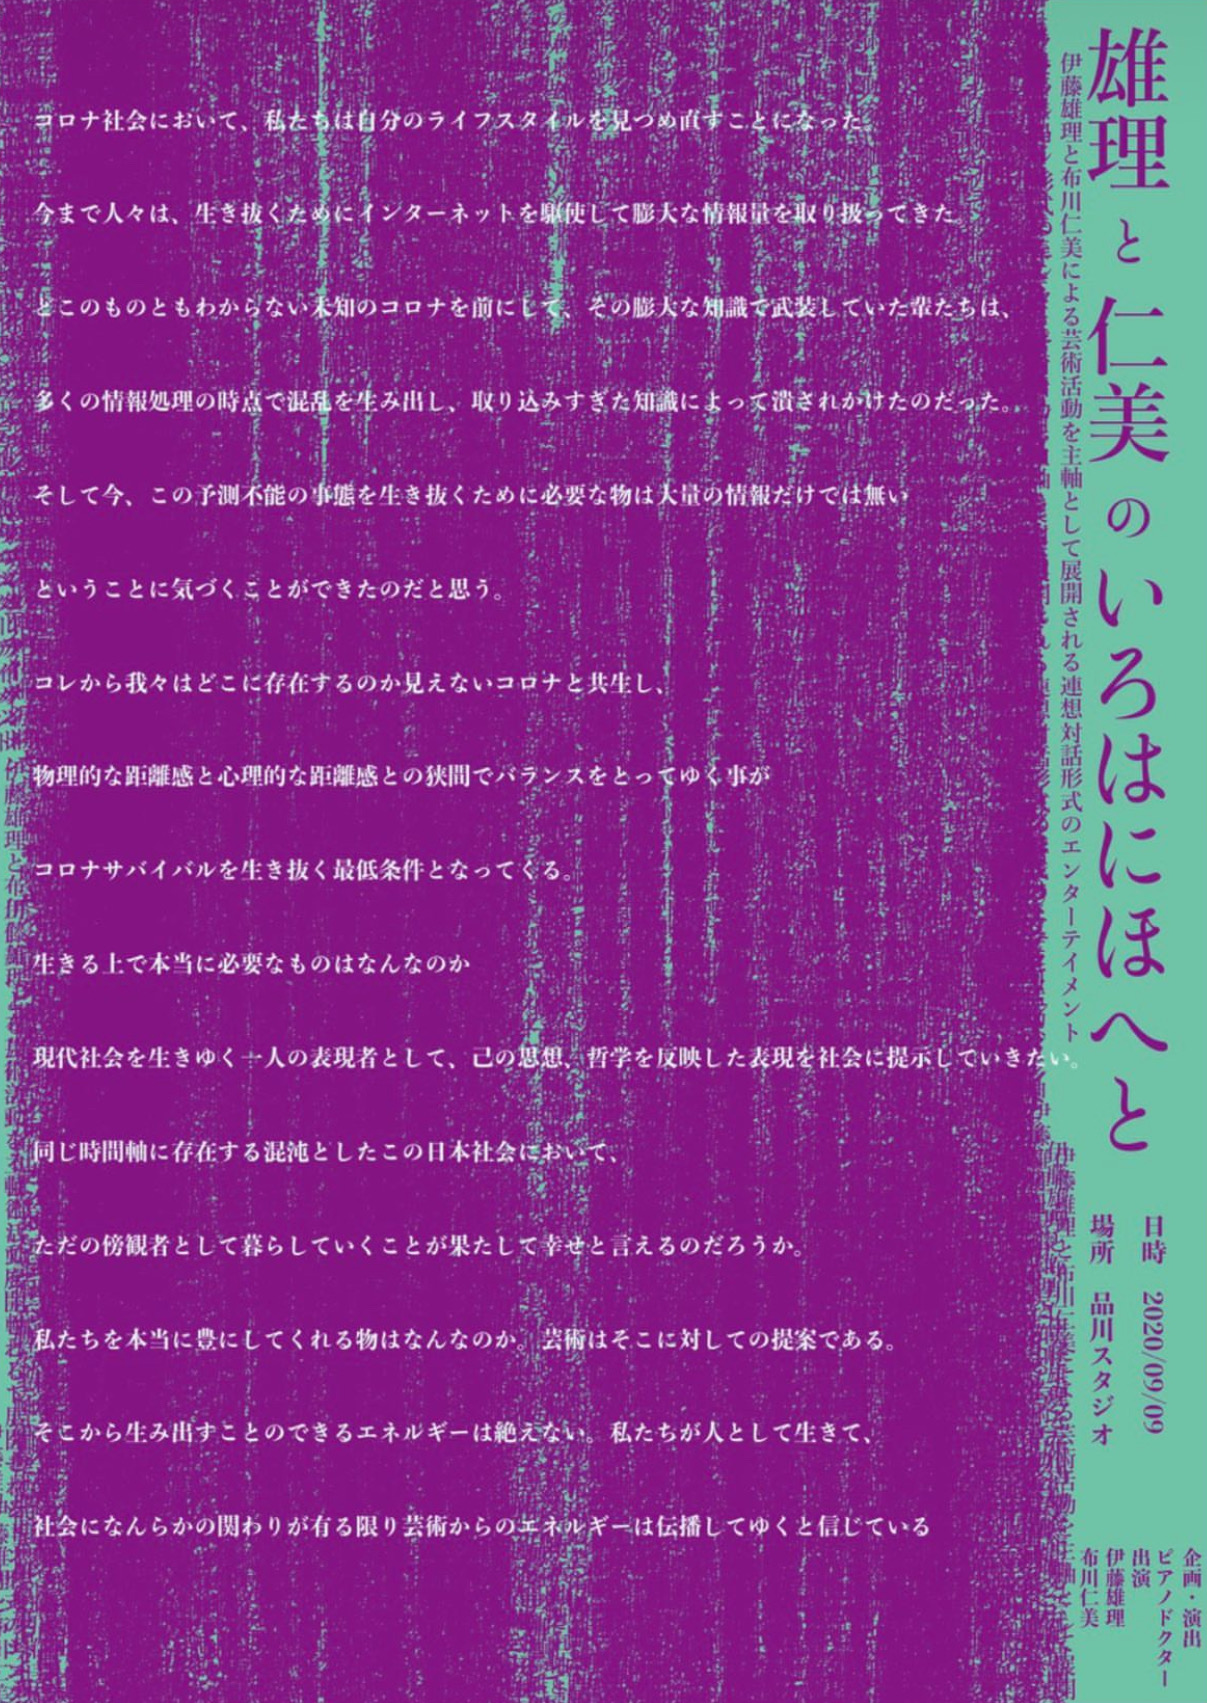 雄理と仁美のいろはにほへと
伊藤雄理と布川仁美による芸術活動を主軸として展開される連想対話形式のエンターテイメント
コロナ社会において、私たちは自分のライフスタイルを見つめ直すことになった。
今まで人々は、生き抜くためにインターネットを駆使して膨大な情報量を取り扱ってきた。
どこのものともわからない未知のコロナを前にして、その膨大な知識で武装していた輩たちは、
多くの情報処理の時点で混乱を生み出し、取り込みすぎた知識によって潰されかけたのだった。
そして今、この予測不能の事態を生き抜くために必要な物は大量の情報だけでは無い
ということに気づくことができたのだと思う。
コレから我々はどこに存在するのか見えないコロナと共生し、
物理的な距離感と心理的な距離感との狭間でバランスをとってゆく事が
コロナサバイバルを生き抜く最低条件となってくる。
生きる上で本当に必要なものはなんなのか
現代社会を生きゆく一人の表現者として、己の思想、哲学を反映した表現を社会に提示していきたい。
同じ時間軸に存在する混沌としたこの日本社会において、
ただの傍観者として暮らしていくことが果たして幸せと言えるのだろうか。
私たちを本当に豊にしてくれる物はなんなのか。芸術はそこに対しての提案である。
そこから生み出すことのできるエネルギーは絶えない。私たちが人として生きて、
社会になんらかの関わりが有る限り芸術からのエネルギーは伝播してゆくと信じている
日時 2020/09/09
場所 品川スタジオ
企画・演出
ピアノドクター
出演
伊藤雄理
布川仁美